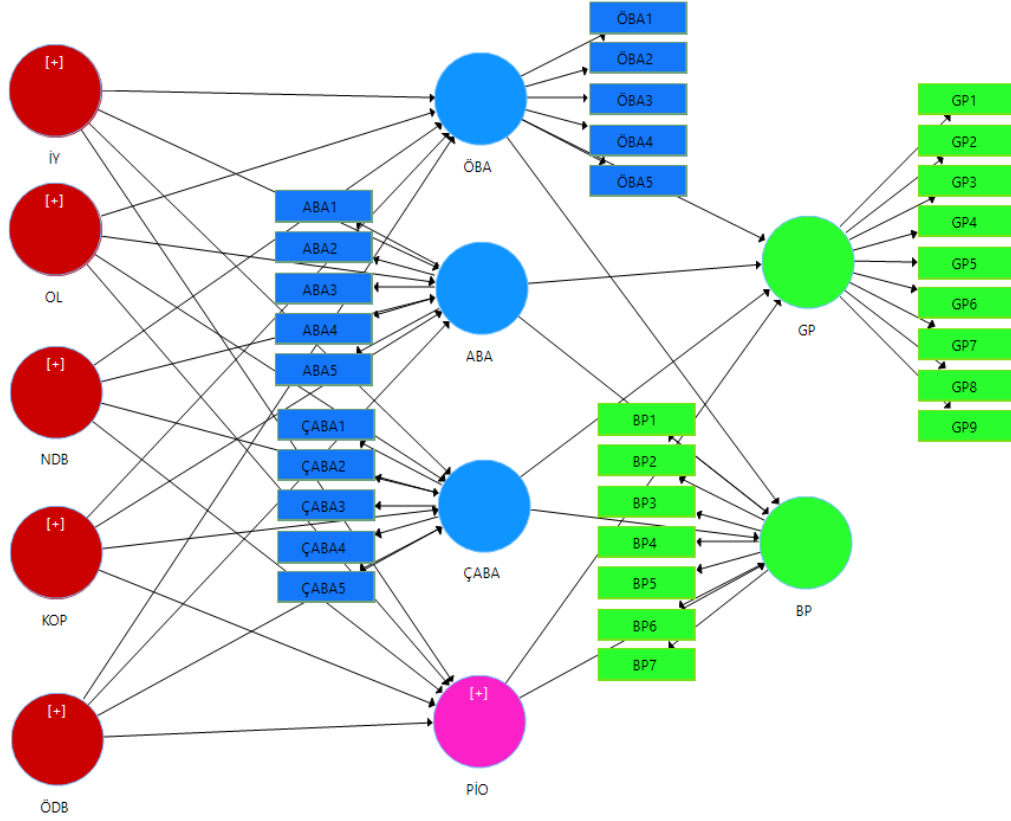 [+]
İY
[+]
OL
[+]
NDB
[+]
KOP
[+]
ÖDB
ABA1
ABA2
ABA3
ABA4
ABA5
ÇABA1
ÇABA2
ÇABA3
ÇABA4
ÇABA5
ÖBA
ABA
ÇABA
[+]
PİO
ÖBA1
ÖBA2
ÖBA3
ÖBA4
ÖBA5
BP1
BP2
BP3
BP4
BP5
BP6
BP7
GP
BP
GP1
GP2
GP3
GP4
GP5
GP6
GP7
GP8
GP9